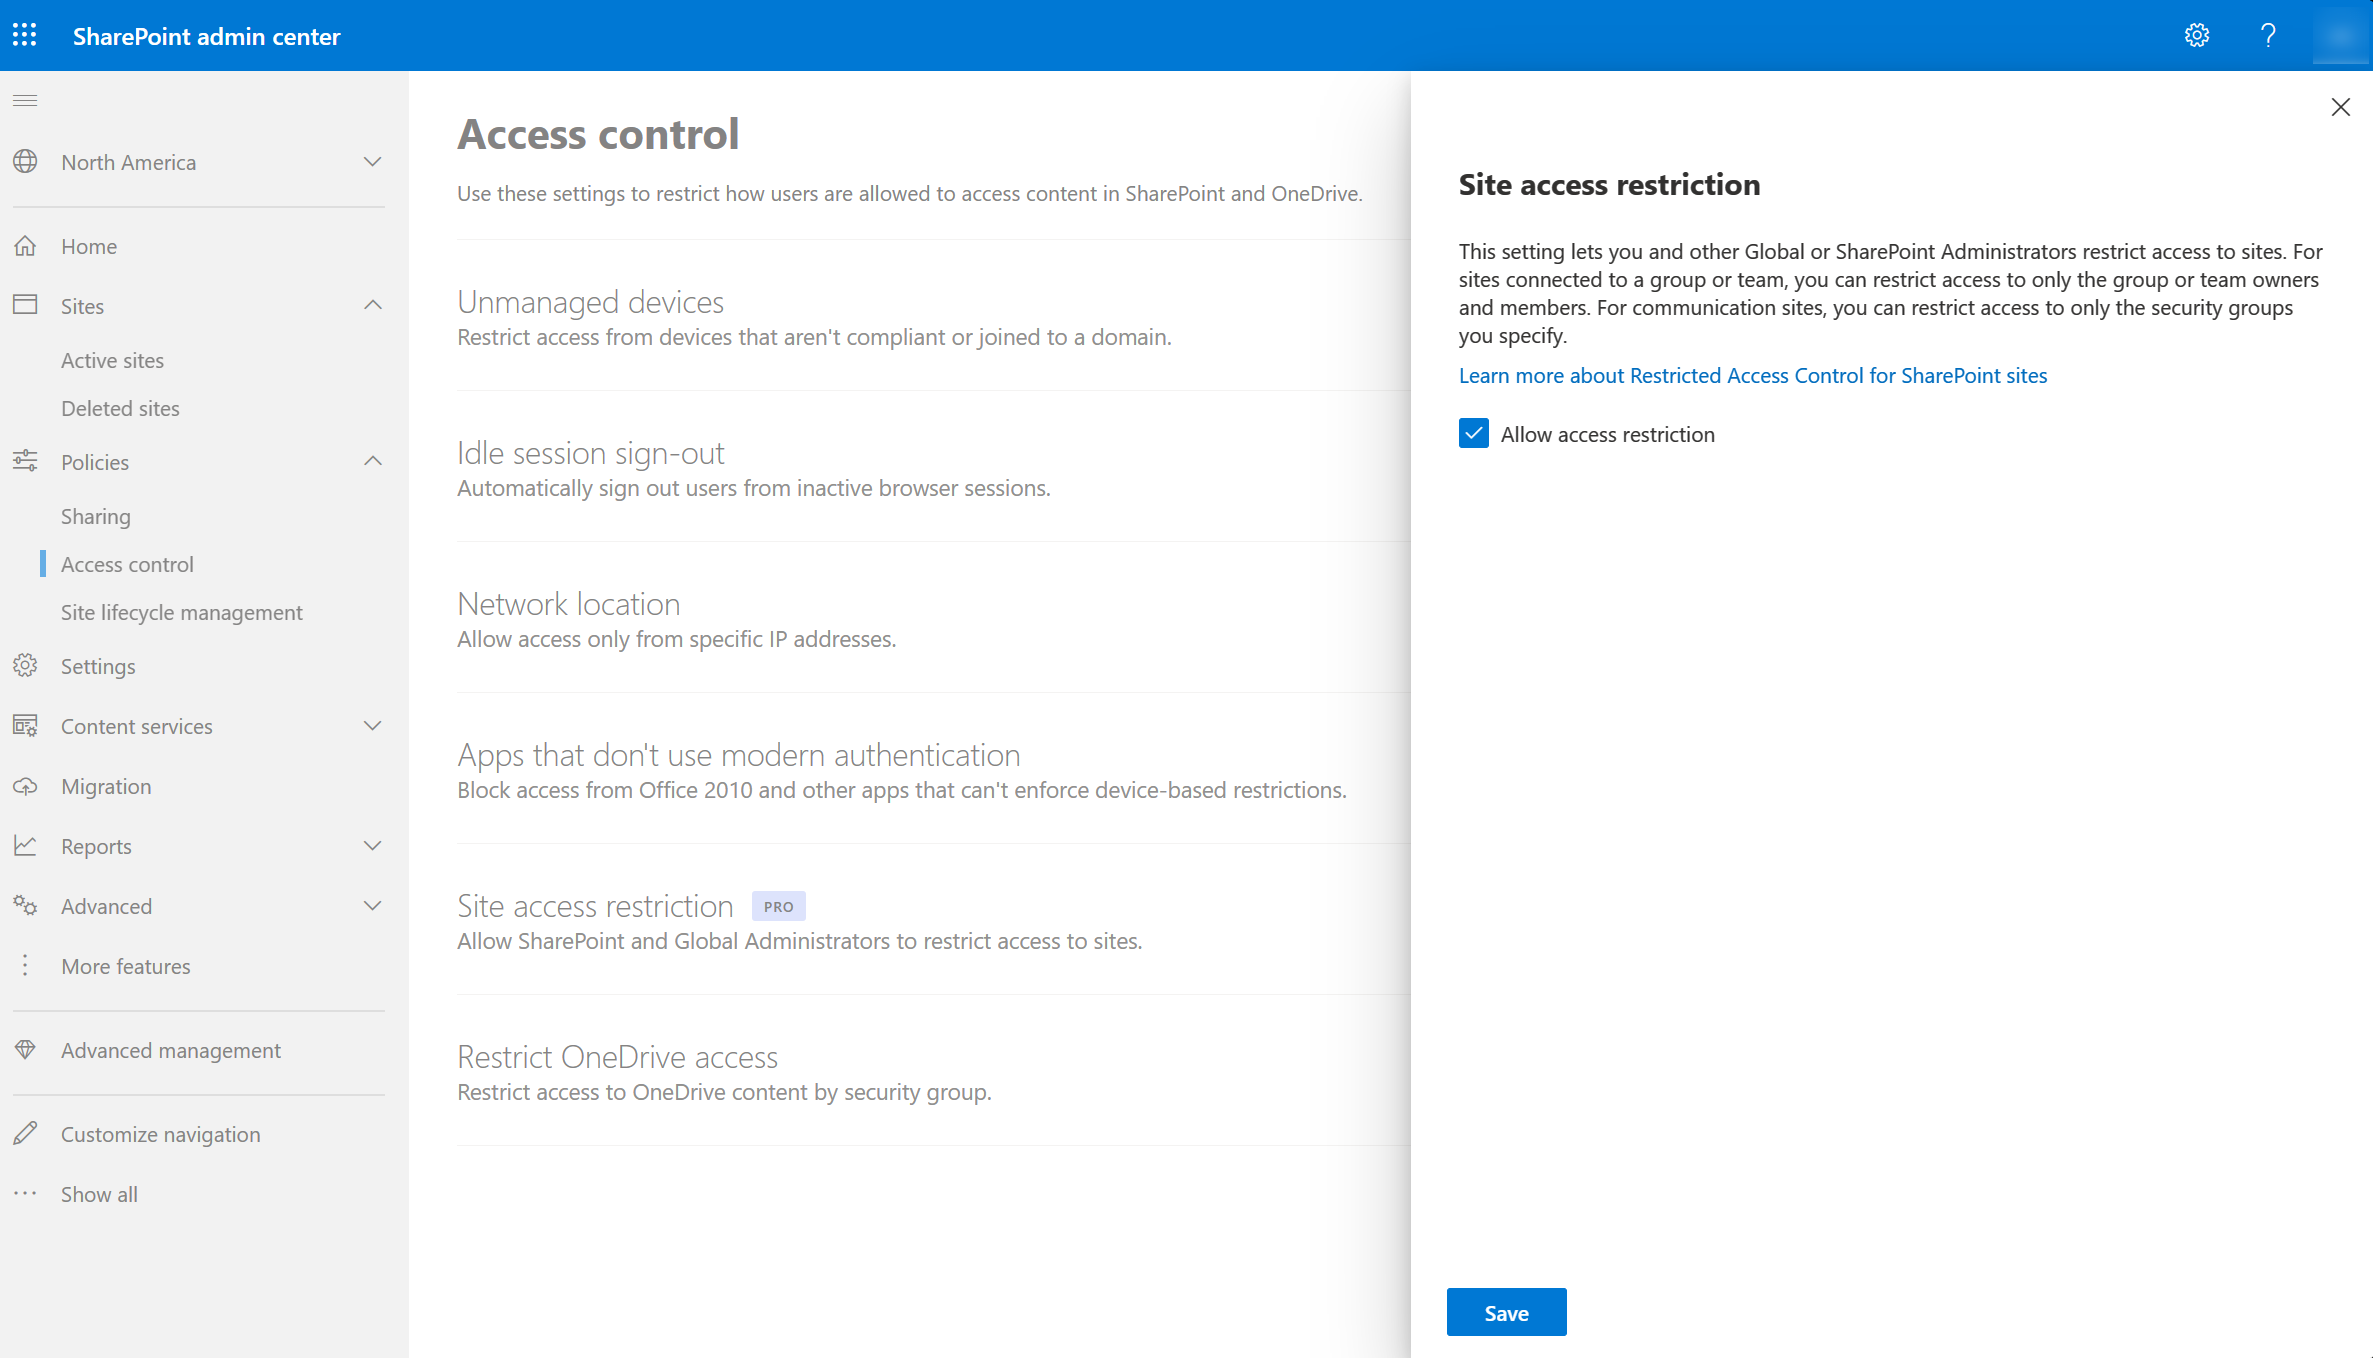 SharePoint admin center
North America
Home
Sites
Active sites
Deleted sites
Policies
Sharing
Access control
Site lifecycle management
Settings
Content services
Migration
Reports
Advanced
More features
Advanced management
Customize navigation
Show all
Access control
Use these settings to restrict how users are allowed to access content in SharePoint and OneDrive.
Unmanaged devices
Restrict access from devices that aren't compliant or joined to a domain.
Idle session sign-out
Automatically sign out users from inactive browser sessions.
Network location
Allow access only from specific IP addresses.
Apps that don't use modern authentication
Block access from Office 2010 and other apps that can't enforce device-based restrictions.
Site access restriction PRO
Allow SharePoint and Global Administrators to restrict access to sites.
Restrict OneDrive access
Restrict access to OneDrive content by security group.
Site access restriction
This setting lets you and other Global or SharePoint Administrators restrict access to sites. For
sites connected to a group or team, you can restrict access to only the group or team owners
and members. For communication sites, you can restrict access to only the security groups
you specify.
Learn more about Restricted Access Control for SharePoint sites
Allow access restriction
Save